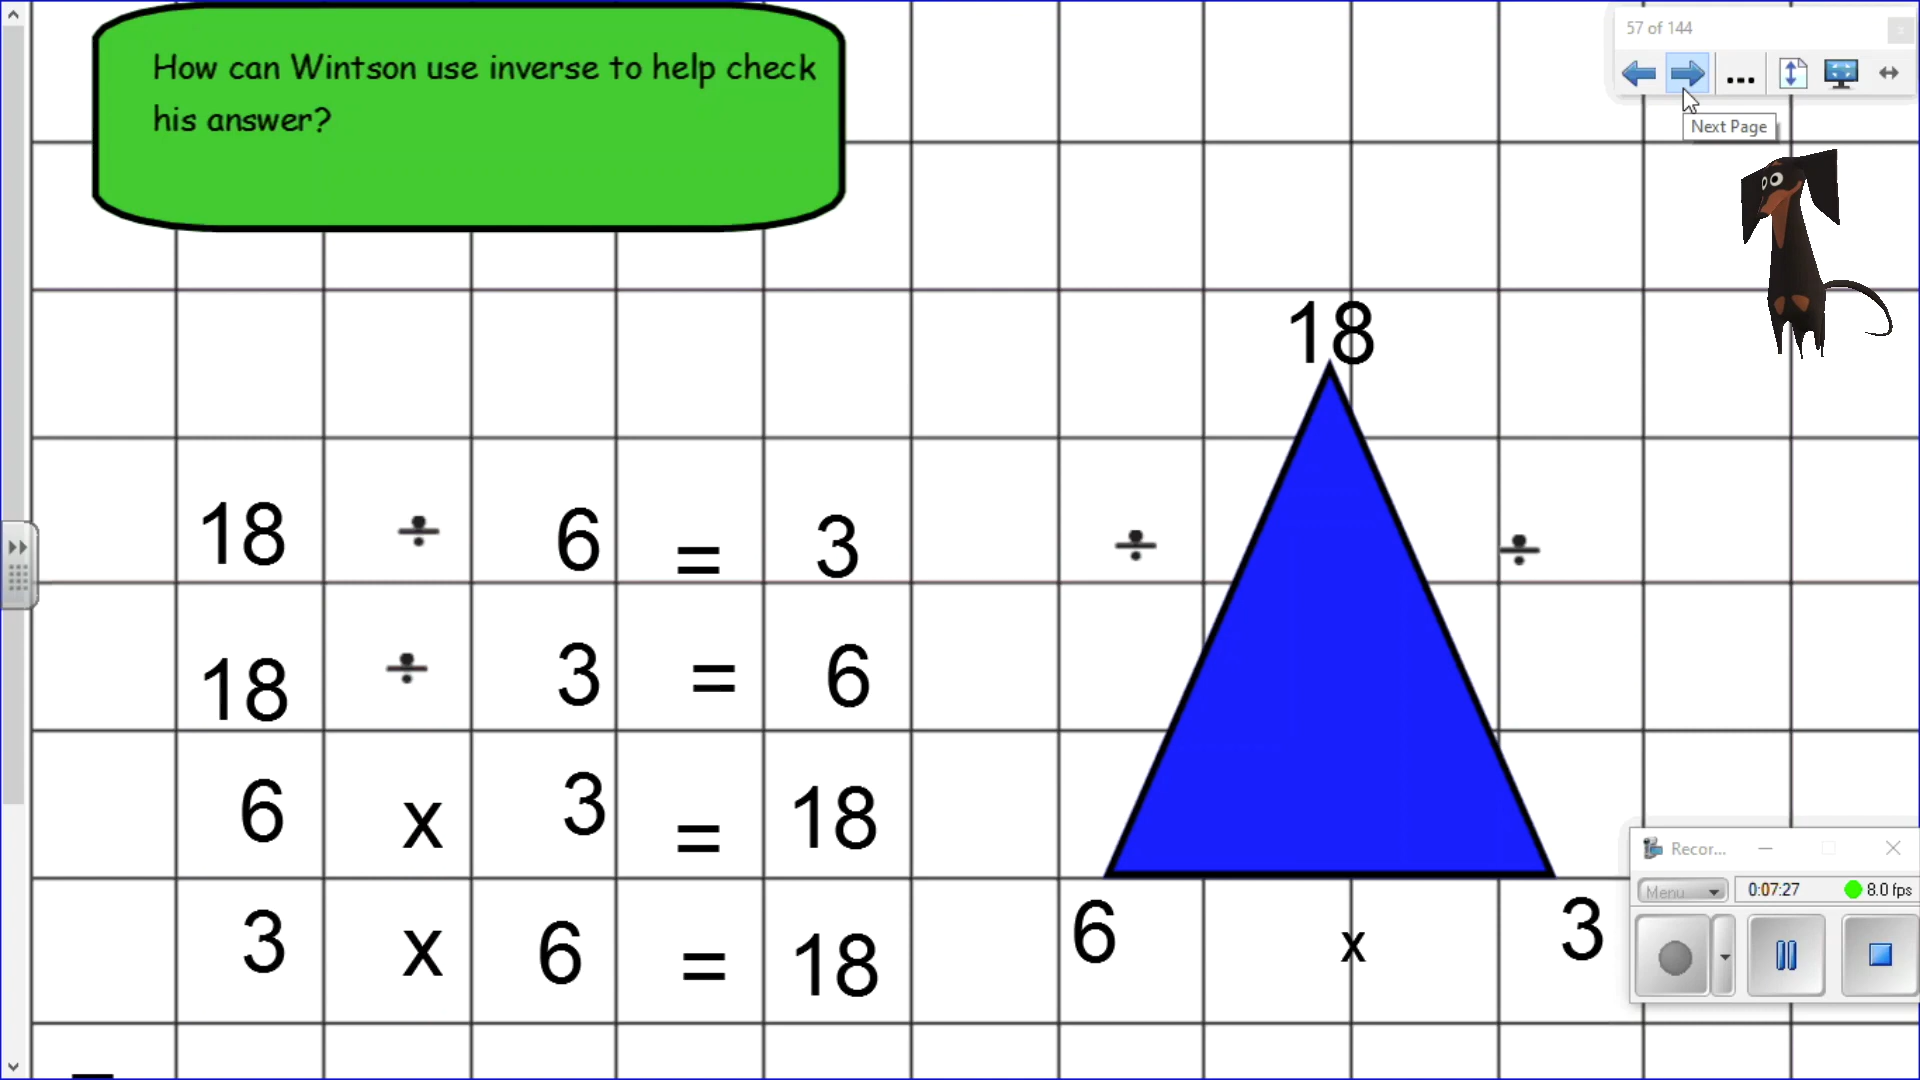 How can Wintson use inverse to help check
his answer?
57 of 144
...
Next Page
18
18 ÷ 6 = 3
÷ ÷
18 ÷ 3 = 6
6 x 3 = 18
3 x 6 = 18
6 x 3
Recor...
Menu 0:07:27 8.0 fps